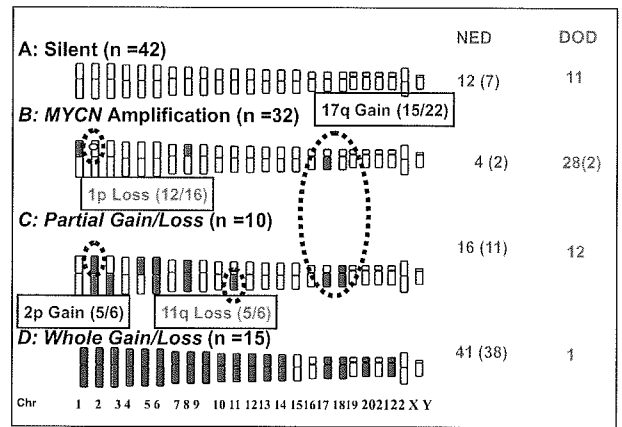 NED DOD
A: Silent (n =42)
12 (7) 11
17q Gain (15/22)
B: MYCN Amplification (n =32)
4 (2) 28(2)
1p Loss (12/16)
C: Partial Gain/Loss (n =10)
16 (11) 12
2p Gain (5/6) 11q Loss (5/6)
D: Whole Gain/Loss (n =15)
41 (38) 1
Chr 1 2 3 4 5 6 7 8 9 10 11 12 13 14 15 16 17 18 19 20 21 22 X Y